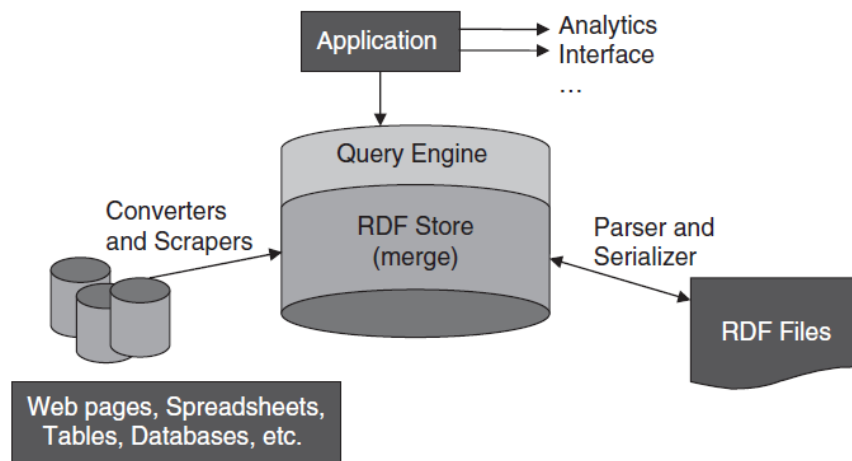 Application
Analytics
Interface
...
Query Engine
RDF Store
(merge)
Converters
and Scrapers
Parser and
Serializer
RDF Files
Web pages, Spreadsheets,
Tables, Databases, etc.